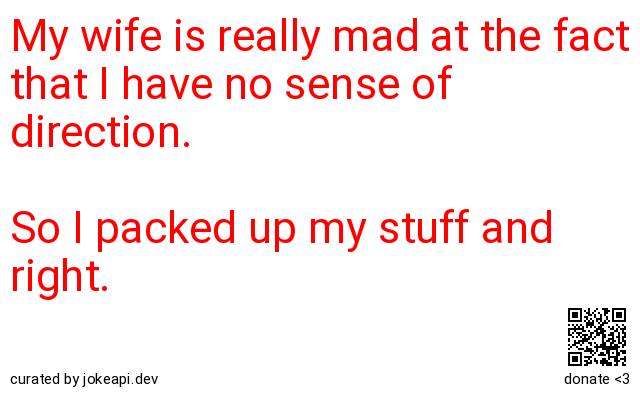 My wife is really mad at the fact
that I have no sense of
direction.
So I packed up my stuff and
right.
curated by jokeapi.dev
donate <3